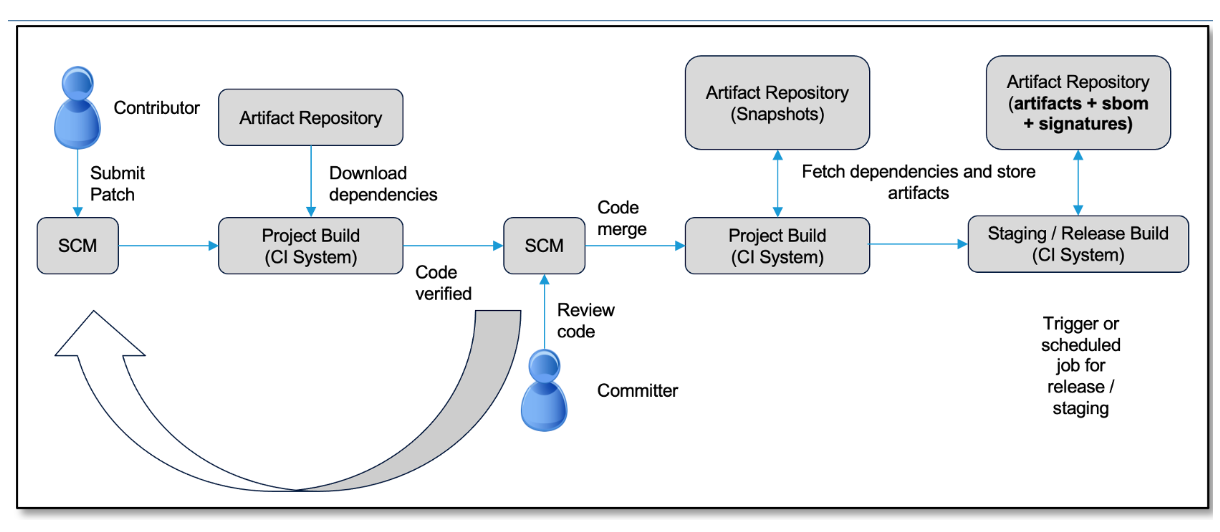 Contributor
Submit
Patch
SCM
Artifact Repository
Download
dependencies
Project Build
(CI System)
Code
verified
SCM
Review
code
Committer
Code
merge
Artifact Repository
(Snapshots)
Fetch dependencies and store
artifacts
Project Build
(CI System)
Artifact Repository
(artifacts + sbom
+ signatures)
Staging / Release Build
(CI System)
Trigger or
scheduled
job for
release /
staging